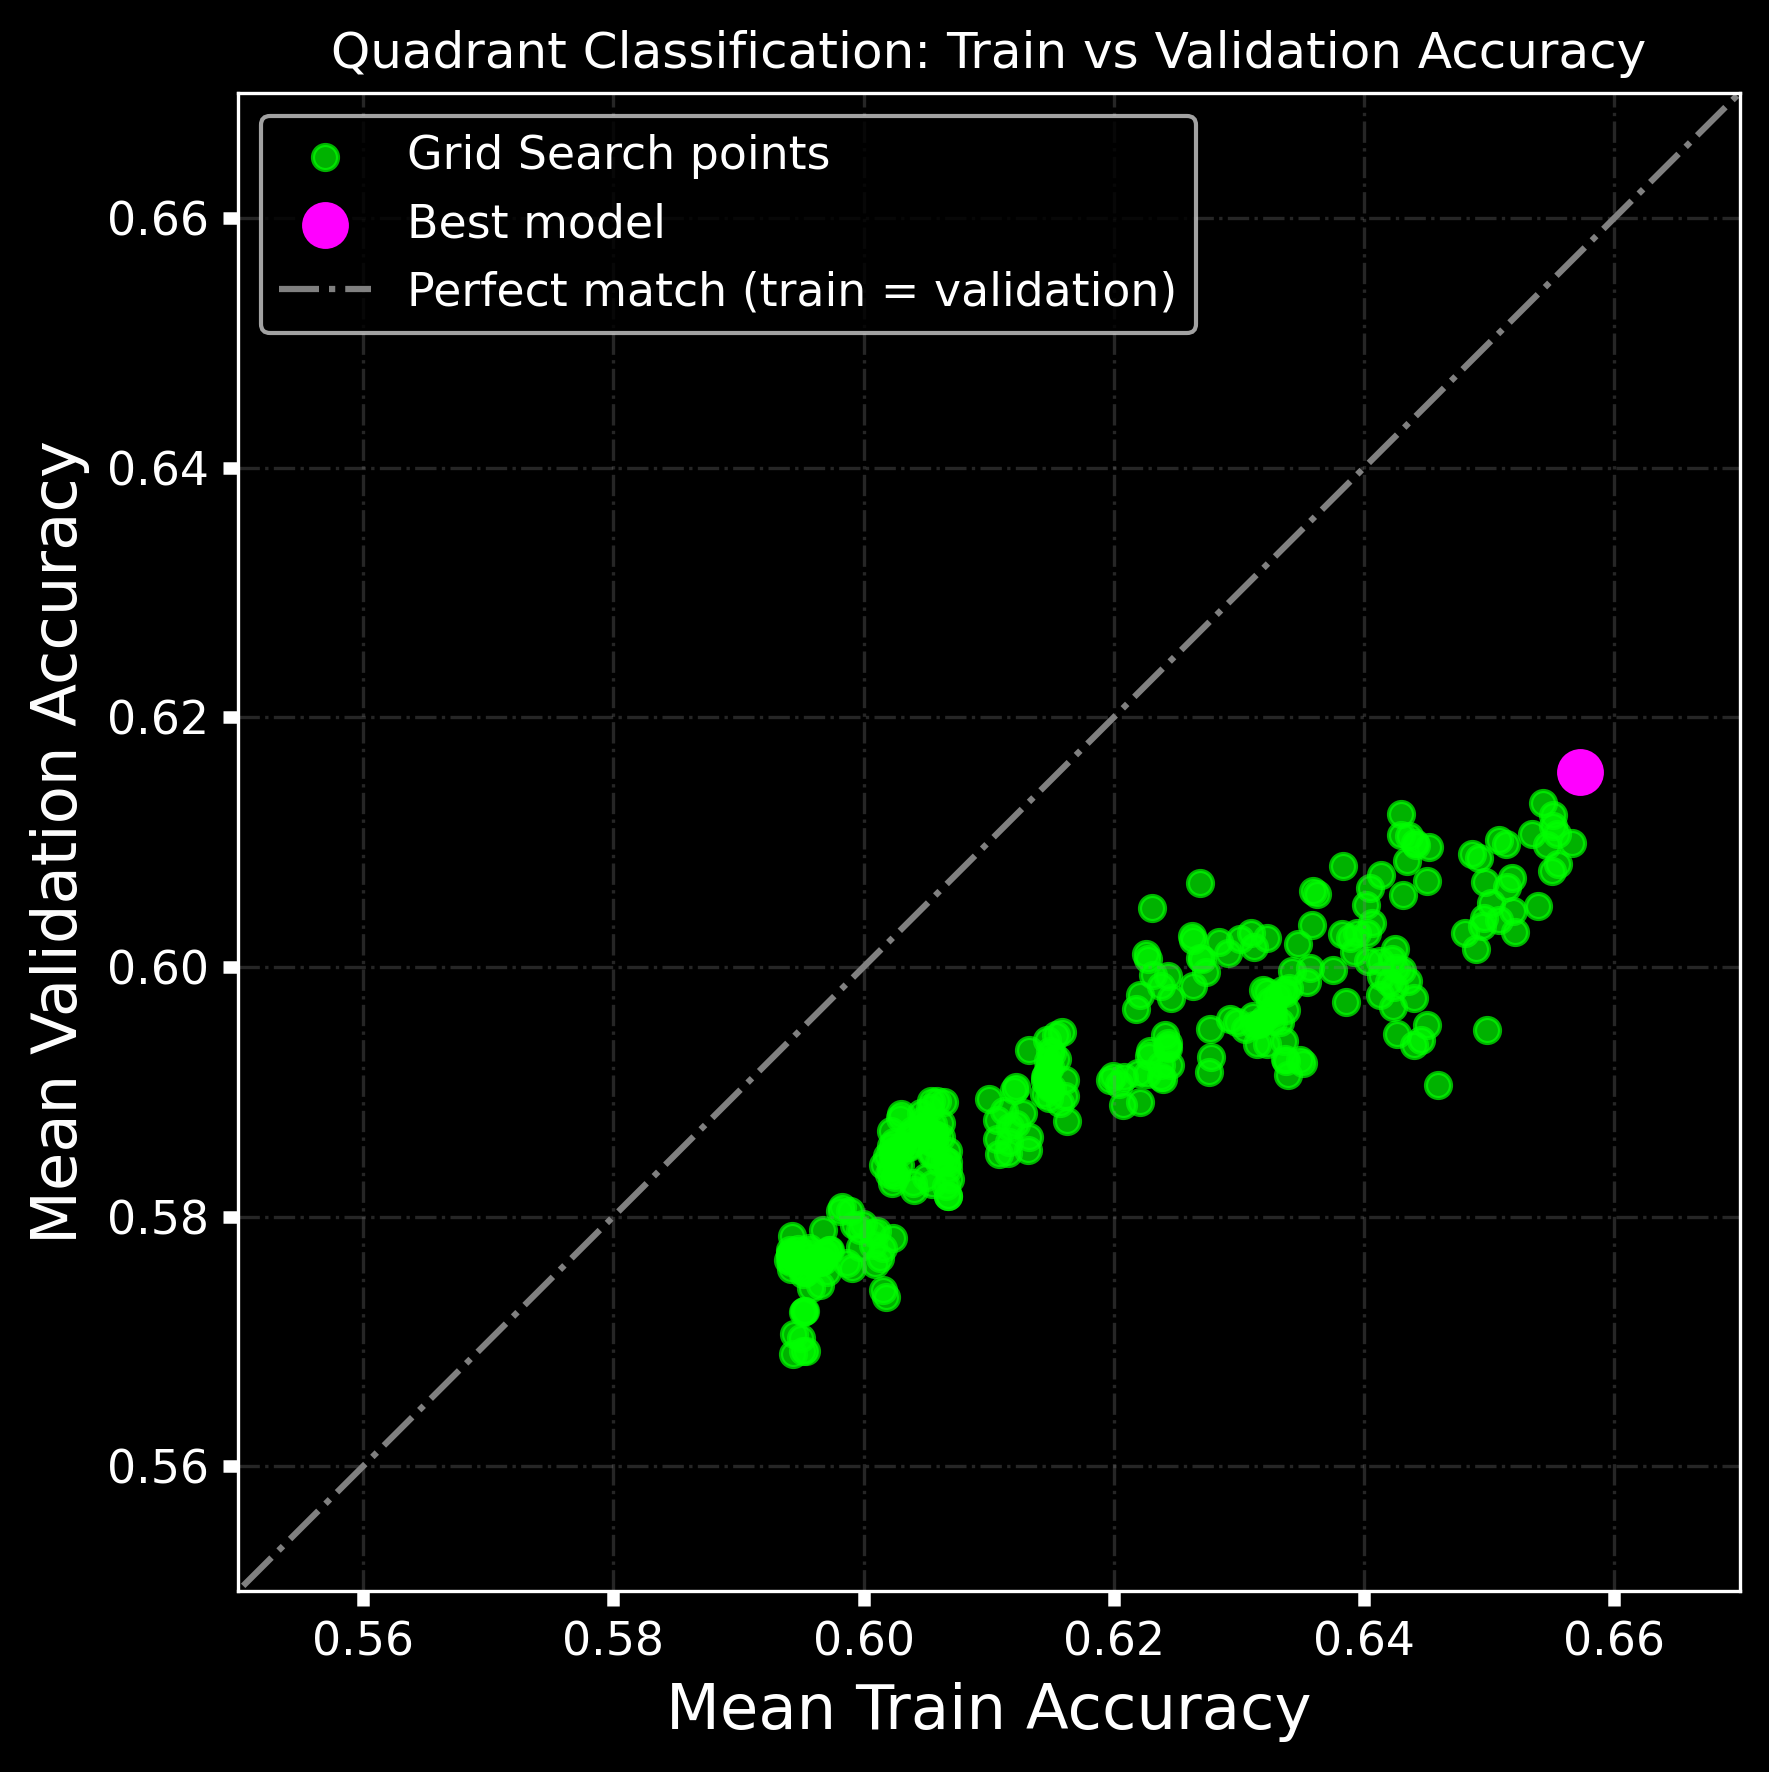 Quadrant Classification: Train vs Validation Accuracy
Grid Search points
Best model
Perfect match (train = validation)
Mean Validation Accuracy
0.66
0.64
0.62
0.60
0.58
0.56
0.56 0.58 0.60 0.62 0.64 0.66
Mean Train Accuracy